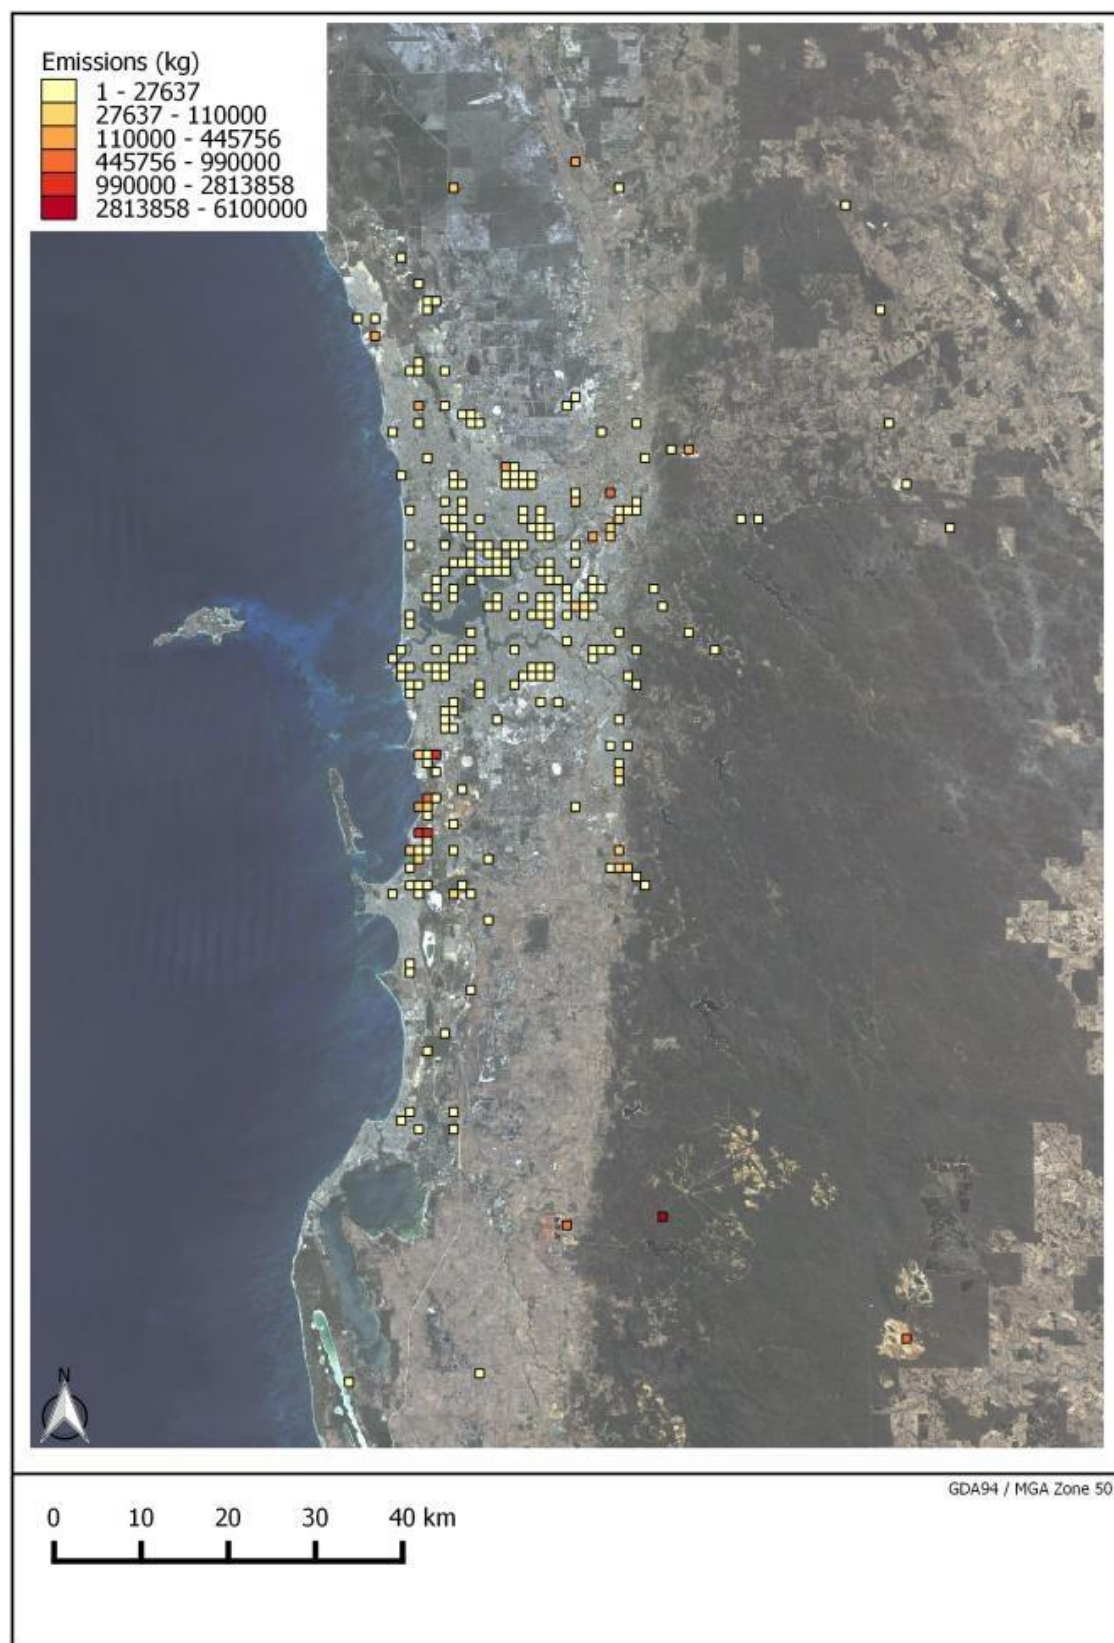 Emissions (kg)
1 - 27637
27637 - 110000
110000 - 445756
445756 - 990000
990000 - 2813858
2813858 - 6100000
N
GDA94 / MGA Zone 50
0 10 20 30 40 km